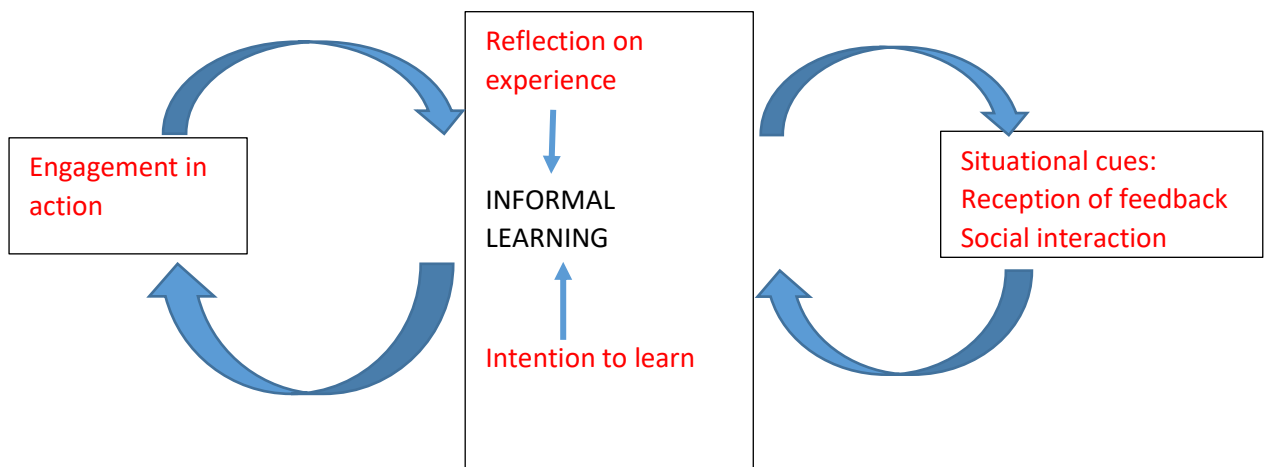 Engagement in
action
Reflection on
experience
INFORMAL
LEARNING
Intention to learn
Situational cues:
Reception of feedback
Social interaction